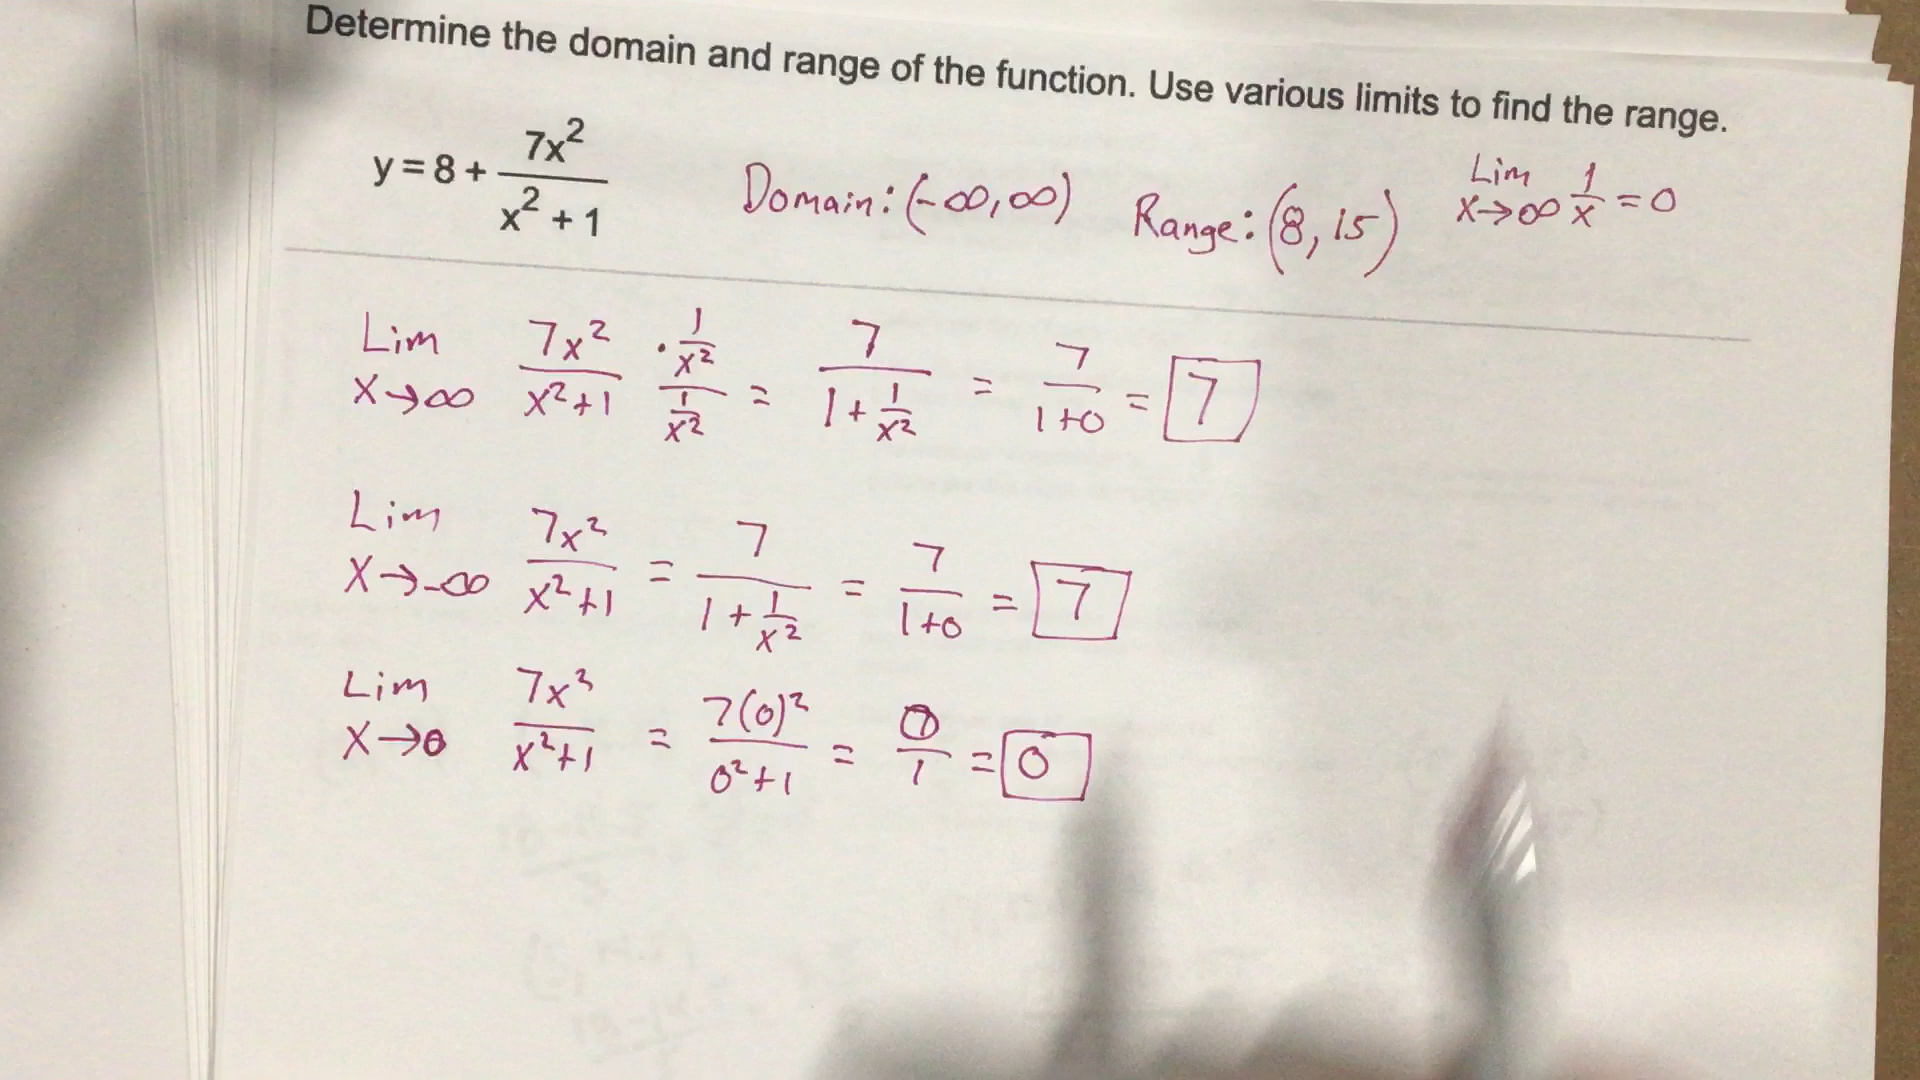 Determine the domain and range of the function. Use various limits to find the range.
y = 8 + 7x² / (x² + 1)
Domain: (-∞, ∞) Range: (8, 15) Lim x→∞ 1/x = 0
Lim x→∞ 7x²/(x²+1) · (1/x²)/(1/x²) = 7/(1+1/x²) = 7/(1+0) = 7
Lim x→-∞ 7x²/(x²+1) = 7/(1+1/x²) = 7/(1+0) = 7
Lim x→0 7x²/(x²+1) = 7(0)²/(0²+1) = 0/1 = 0